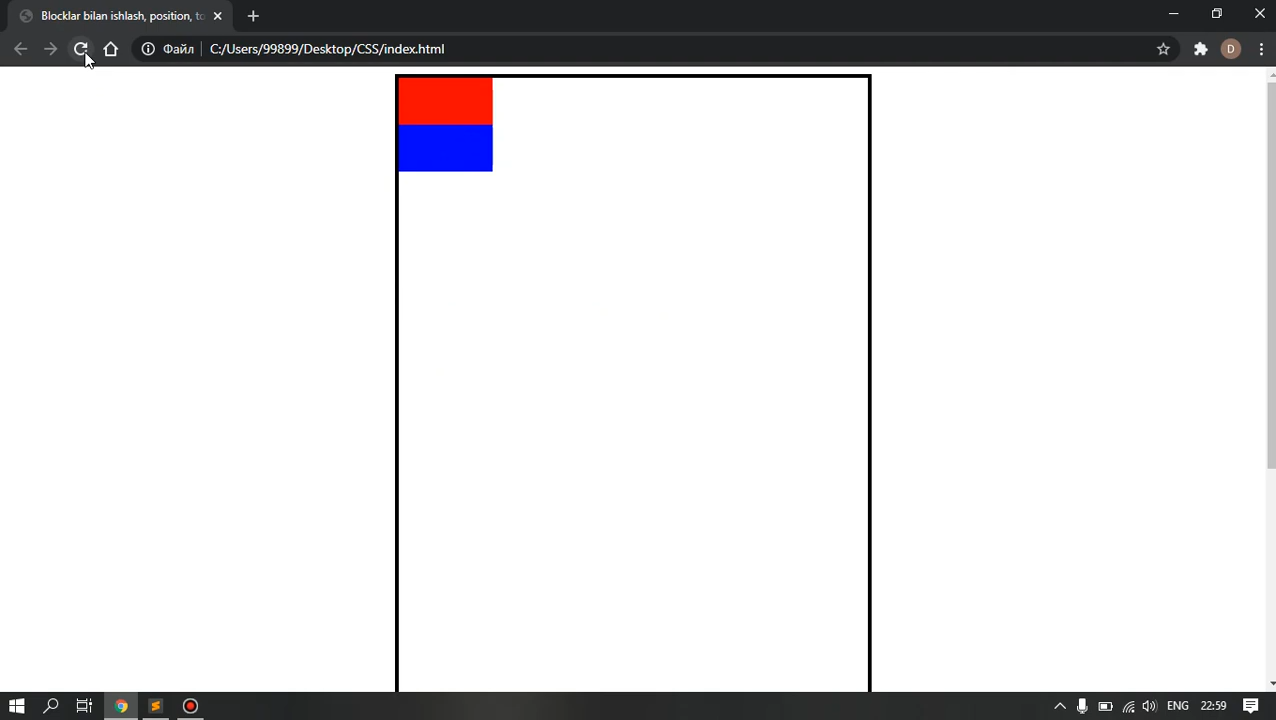 Blocklar bilan ishlash, position, to
Файл C:/Users/99899/Desktop/CSS/index.html
D
ENG 22:59